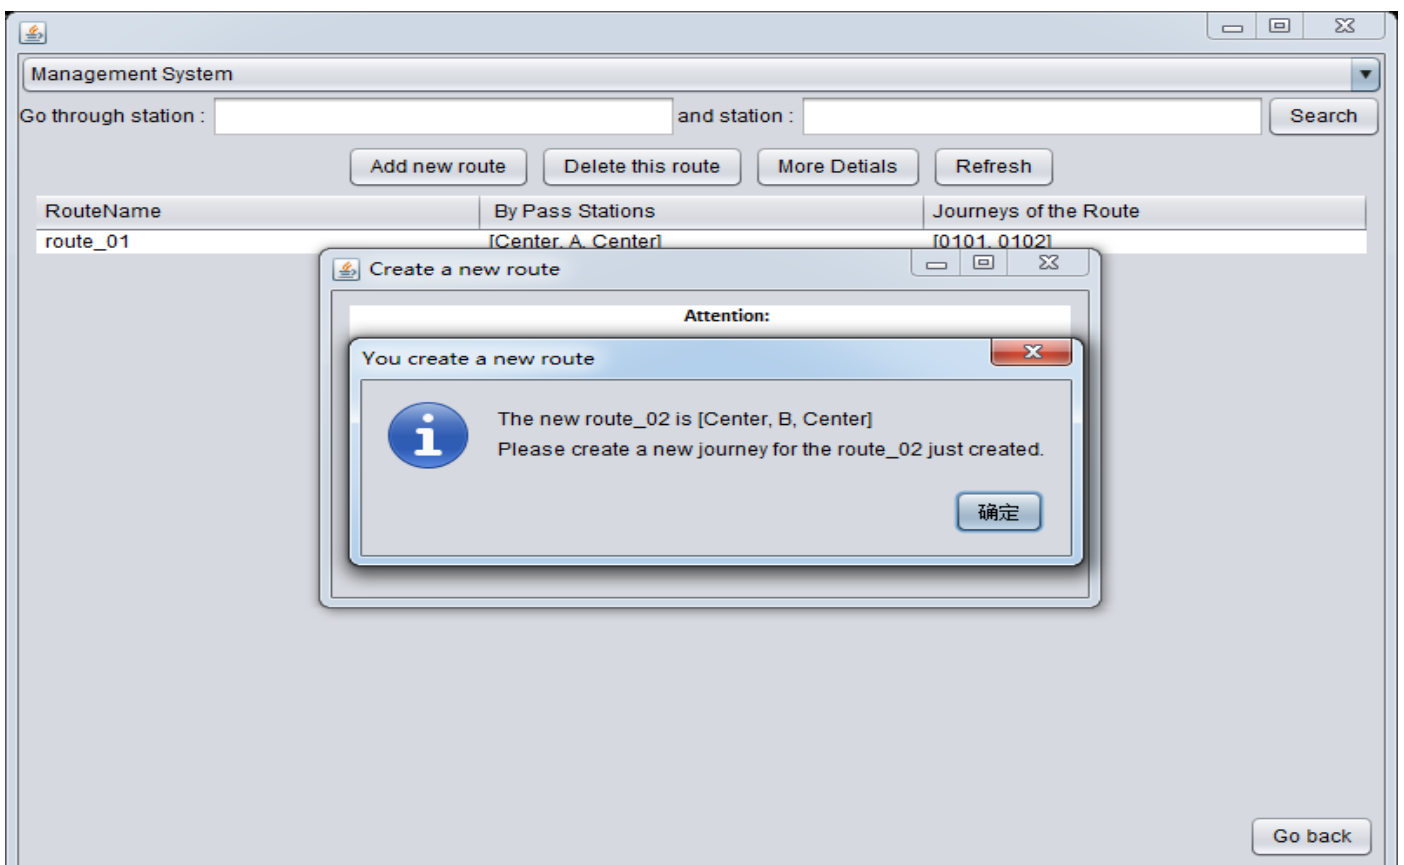 Management System
Go through station :
and station :
Search
Add new route
Delete this route
More Detials
Refresh
RouteName
By Pass Stations
Journeys of the Route
route_01
[Center, A, Center]
[0101, 0102]
Create a new route
Attention:
You create a new route
The new route_02 is [Center, B, Center]
Please create a new journey for the route_02 just created.
确定
Go back